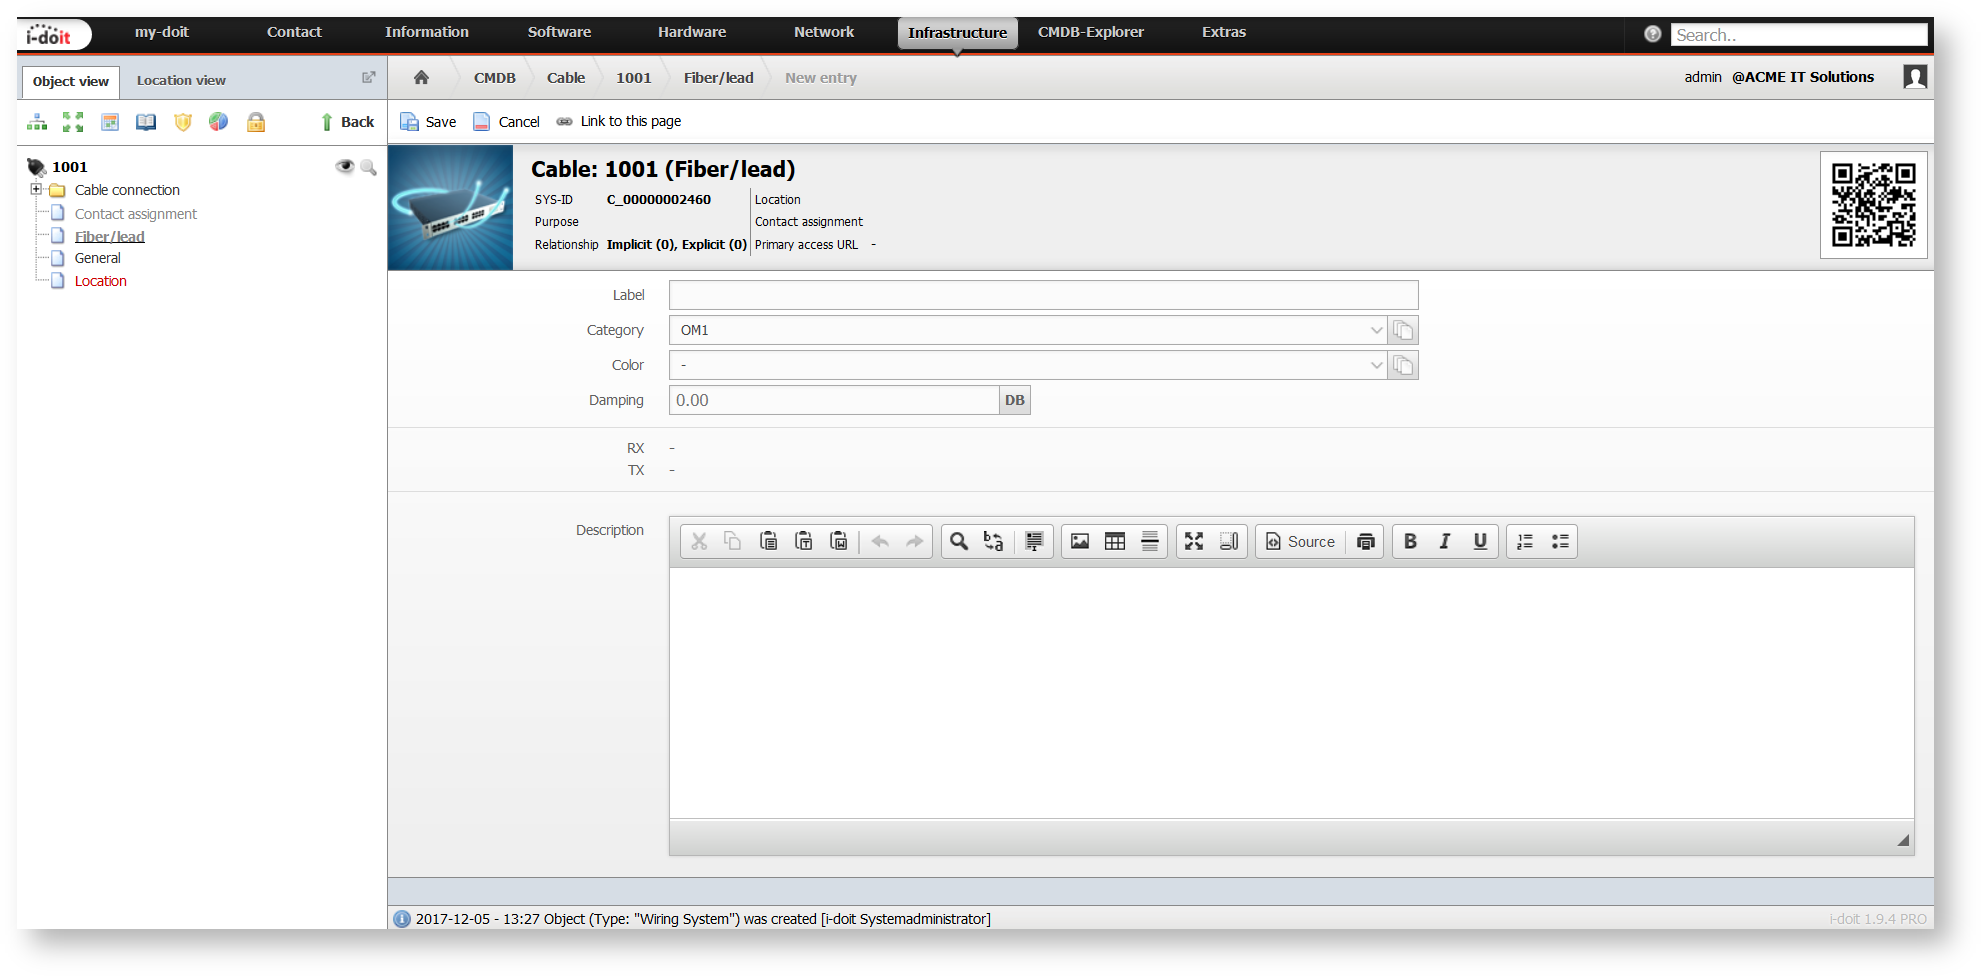 i-doit my-doit Contact Information Software Hardware Network Infrastructure CMDB-Explorer Extras ? Search..
Object view Location view CMDB Cable 1001 Fiber/lead New entry admin @ACME IT Solutions
Back Save Cancel Link to this page
1001
Cable connection
Contact assignment
Fiber/lead
General
Location
Cable: 1001 (Fiber/lead)
SYS-ID C_00000002460 Location
Purpose Contact assignment
Relationship Implicit (0), Explicit (0) Primary access URL -
Label
Category OM1
Color -
Damping 0.00 DB
RX -
TX -
Description
Source B I U
2017-12-05 - 13:27 Object (Type: "Wiring System") was created [i-doit Systemadministrator] i-doit 1.9.4 PRO